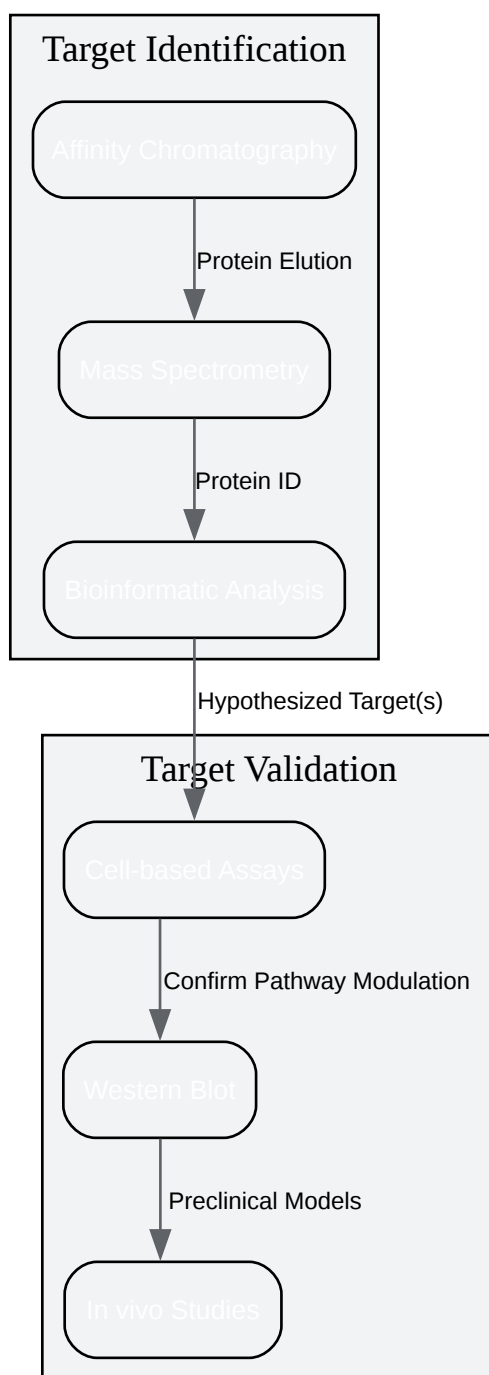 Target Identification
Affinity Chromatography
Protein Elution
Mass Spectrometry
Protein ID
Bioinformatic Analysis
Hypothesized Target(s)
Target Validation
Cell-based Assays
Confirm Pathway Modulation
Western Blot
Preclinical Models
In vivo Studies